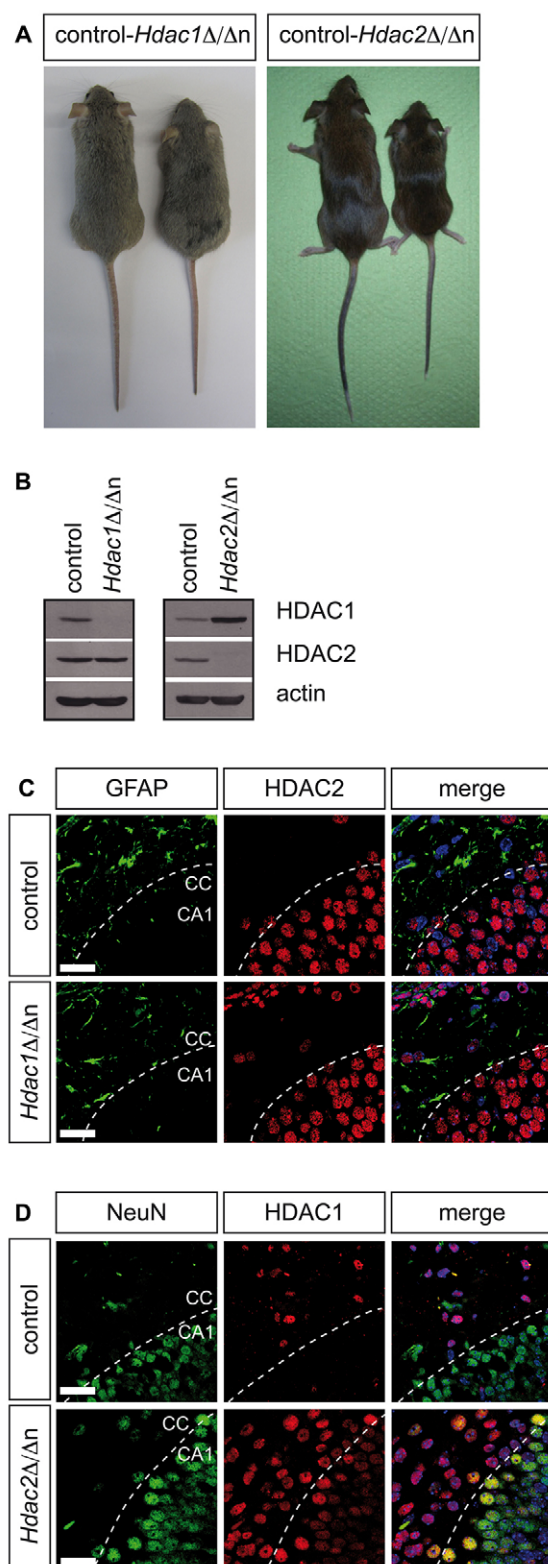 A
control-Hdac1Δ/Δn
control-Hdac2Δ/Δn
B
control
Hdac1Δ/Δn
control
Hdac2Δ/Δn
HDAC1
HDAC2
actin
C
GFAP
HDAC2
merge
control
CC
CA1
Hdac1Δ/Δn
CC
CA1
D
NeuN
HDAC1
merge
control
CC
CA1
Hdac2Δ/Δn
CC
CA1